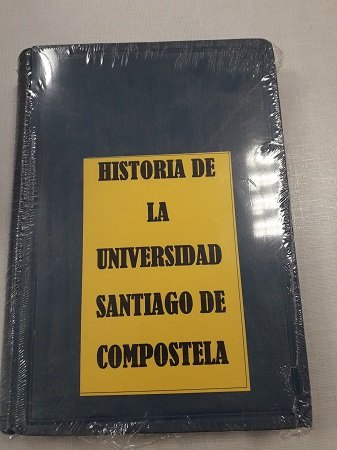 HISTORIA DE
LA
UNIVERSIDAD
SANTIAGO DE
COMPOSTELA